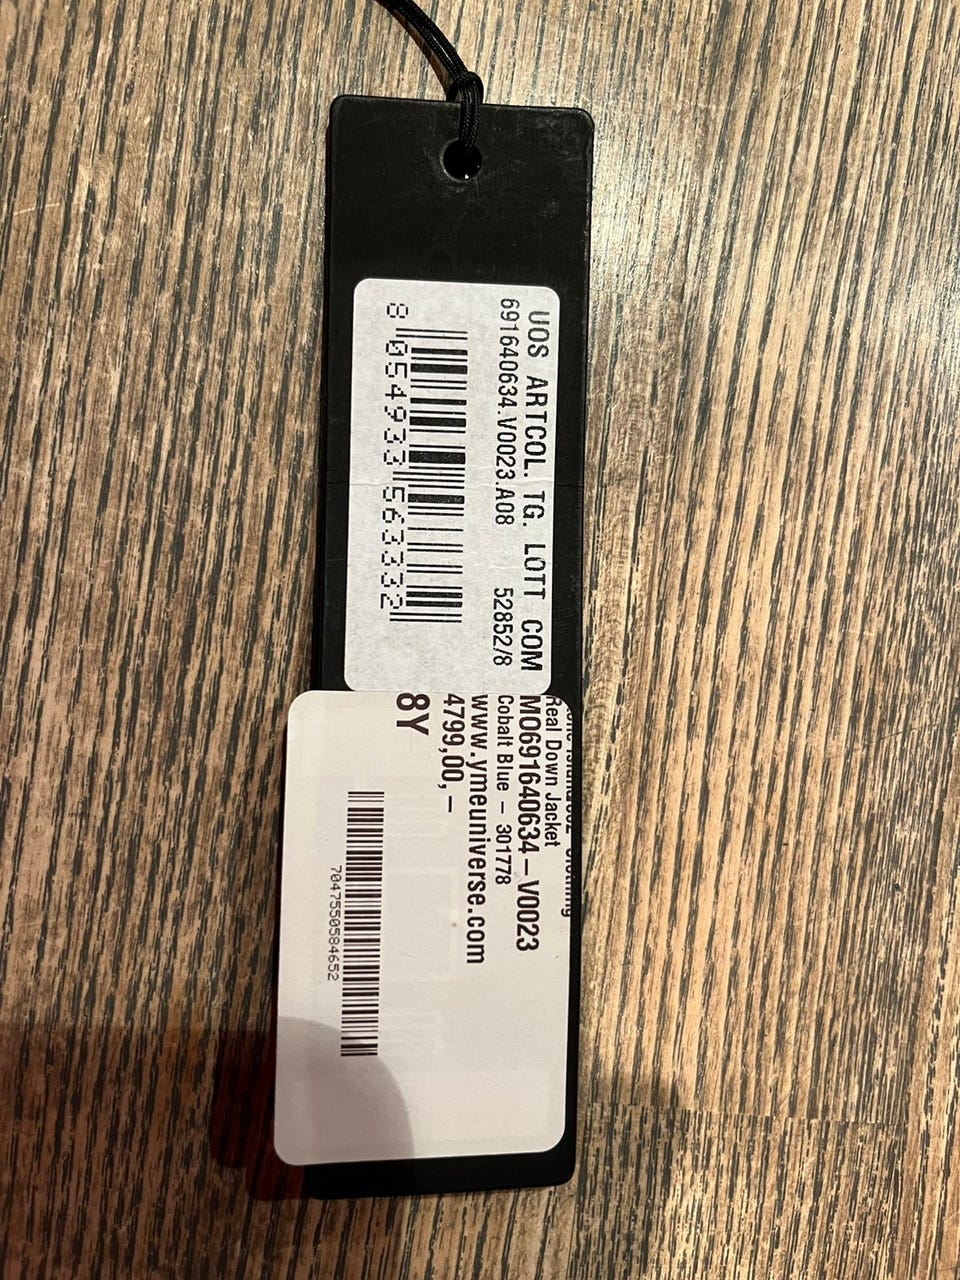 UOS ARTCOL. TG. LOTT COM
691640634.V0023.A08 52852/8
8 054933 563332
Clothing
Real Down Jacket
MO691640634-V0023
Cobalt Blue - 301778
www.ymeuniverse.com
4799,00,-
8Y
7047550584652